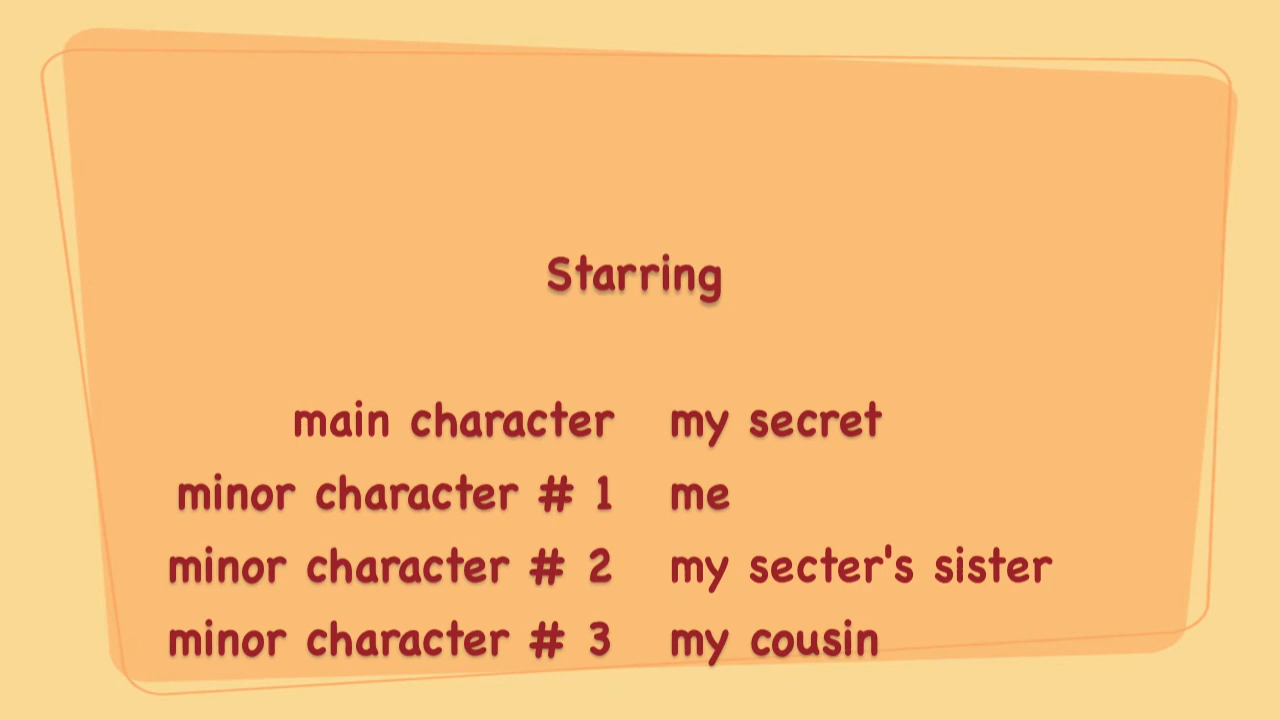 Starring
main character my secret
minor character # 1 me
minor character # 2 my secter's sister
minor character # 3 my cousin